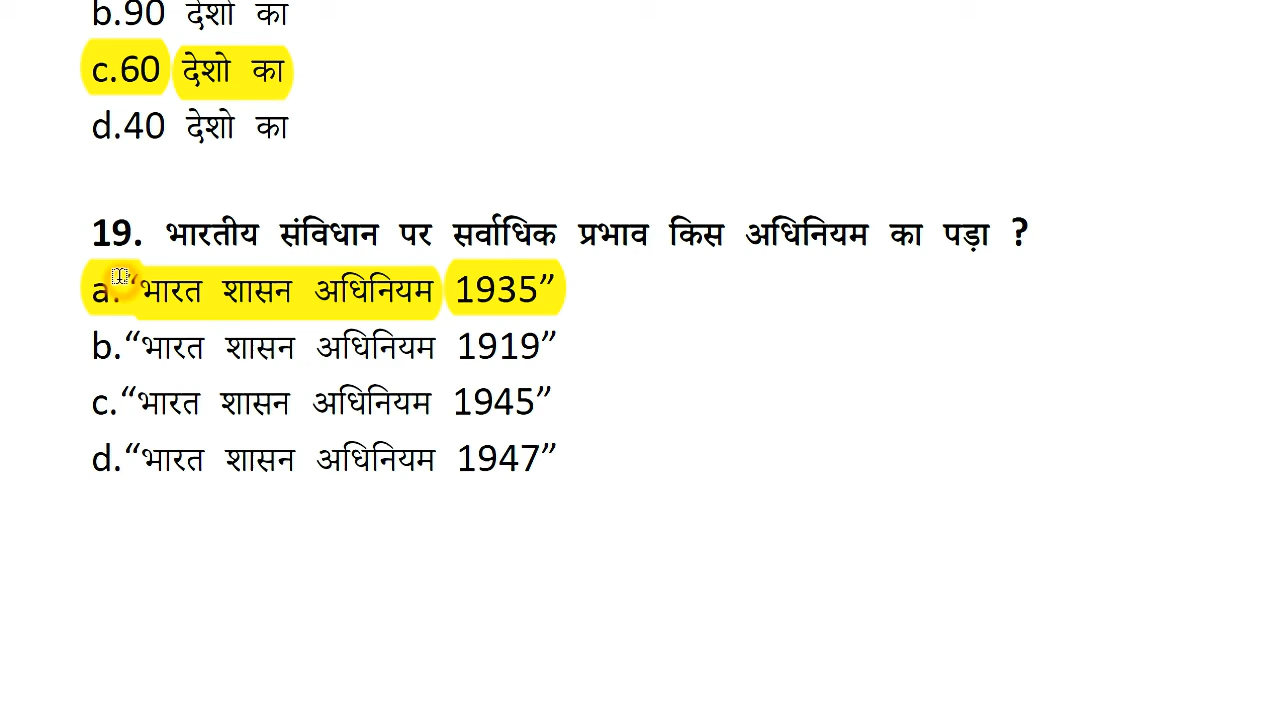 b.90 देशो का
c.60 देशो का
d.40 देशो का
19. भारतीय संविधान पर सर्वाधिक प्रभाव किस अधिनियम का पड़ा ?
a.“भारत शासन अधिनियम 1935”
b.“भारत शासन अधिनियम 1919”
c.“भारत शासन अधिनियम 1945”
d.“भारत शासन अधिनियम 1947”